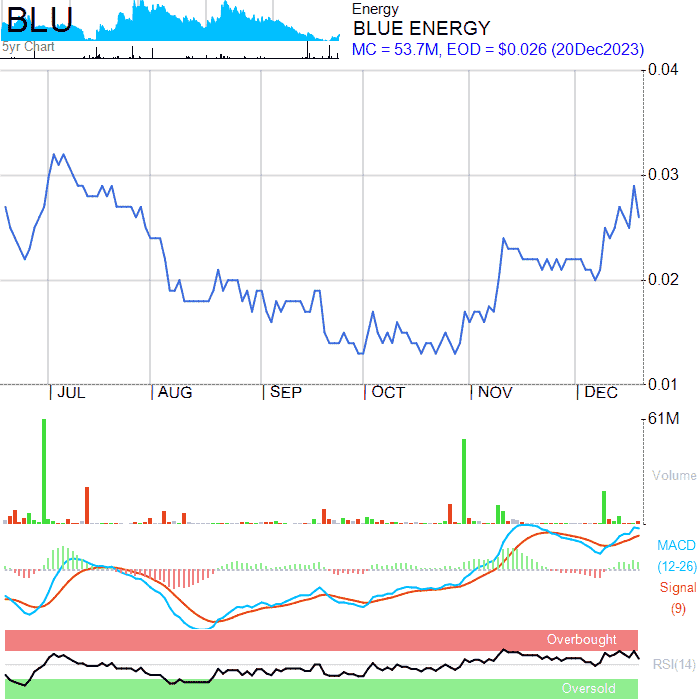 BLU
5yr Chart
Energy
BLUE ENERGY
MC = 53.7M, EOD = $0.026 (20Dec2023)
0.04
0.03
0.02
0.01
JUL AUG SEP OCT NOV DEC
61M
Volume
MACD
(12-26)
Signal
(9)
Overbought
RSI(14)
Oversold